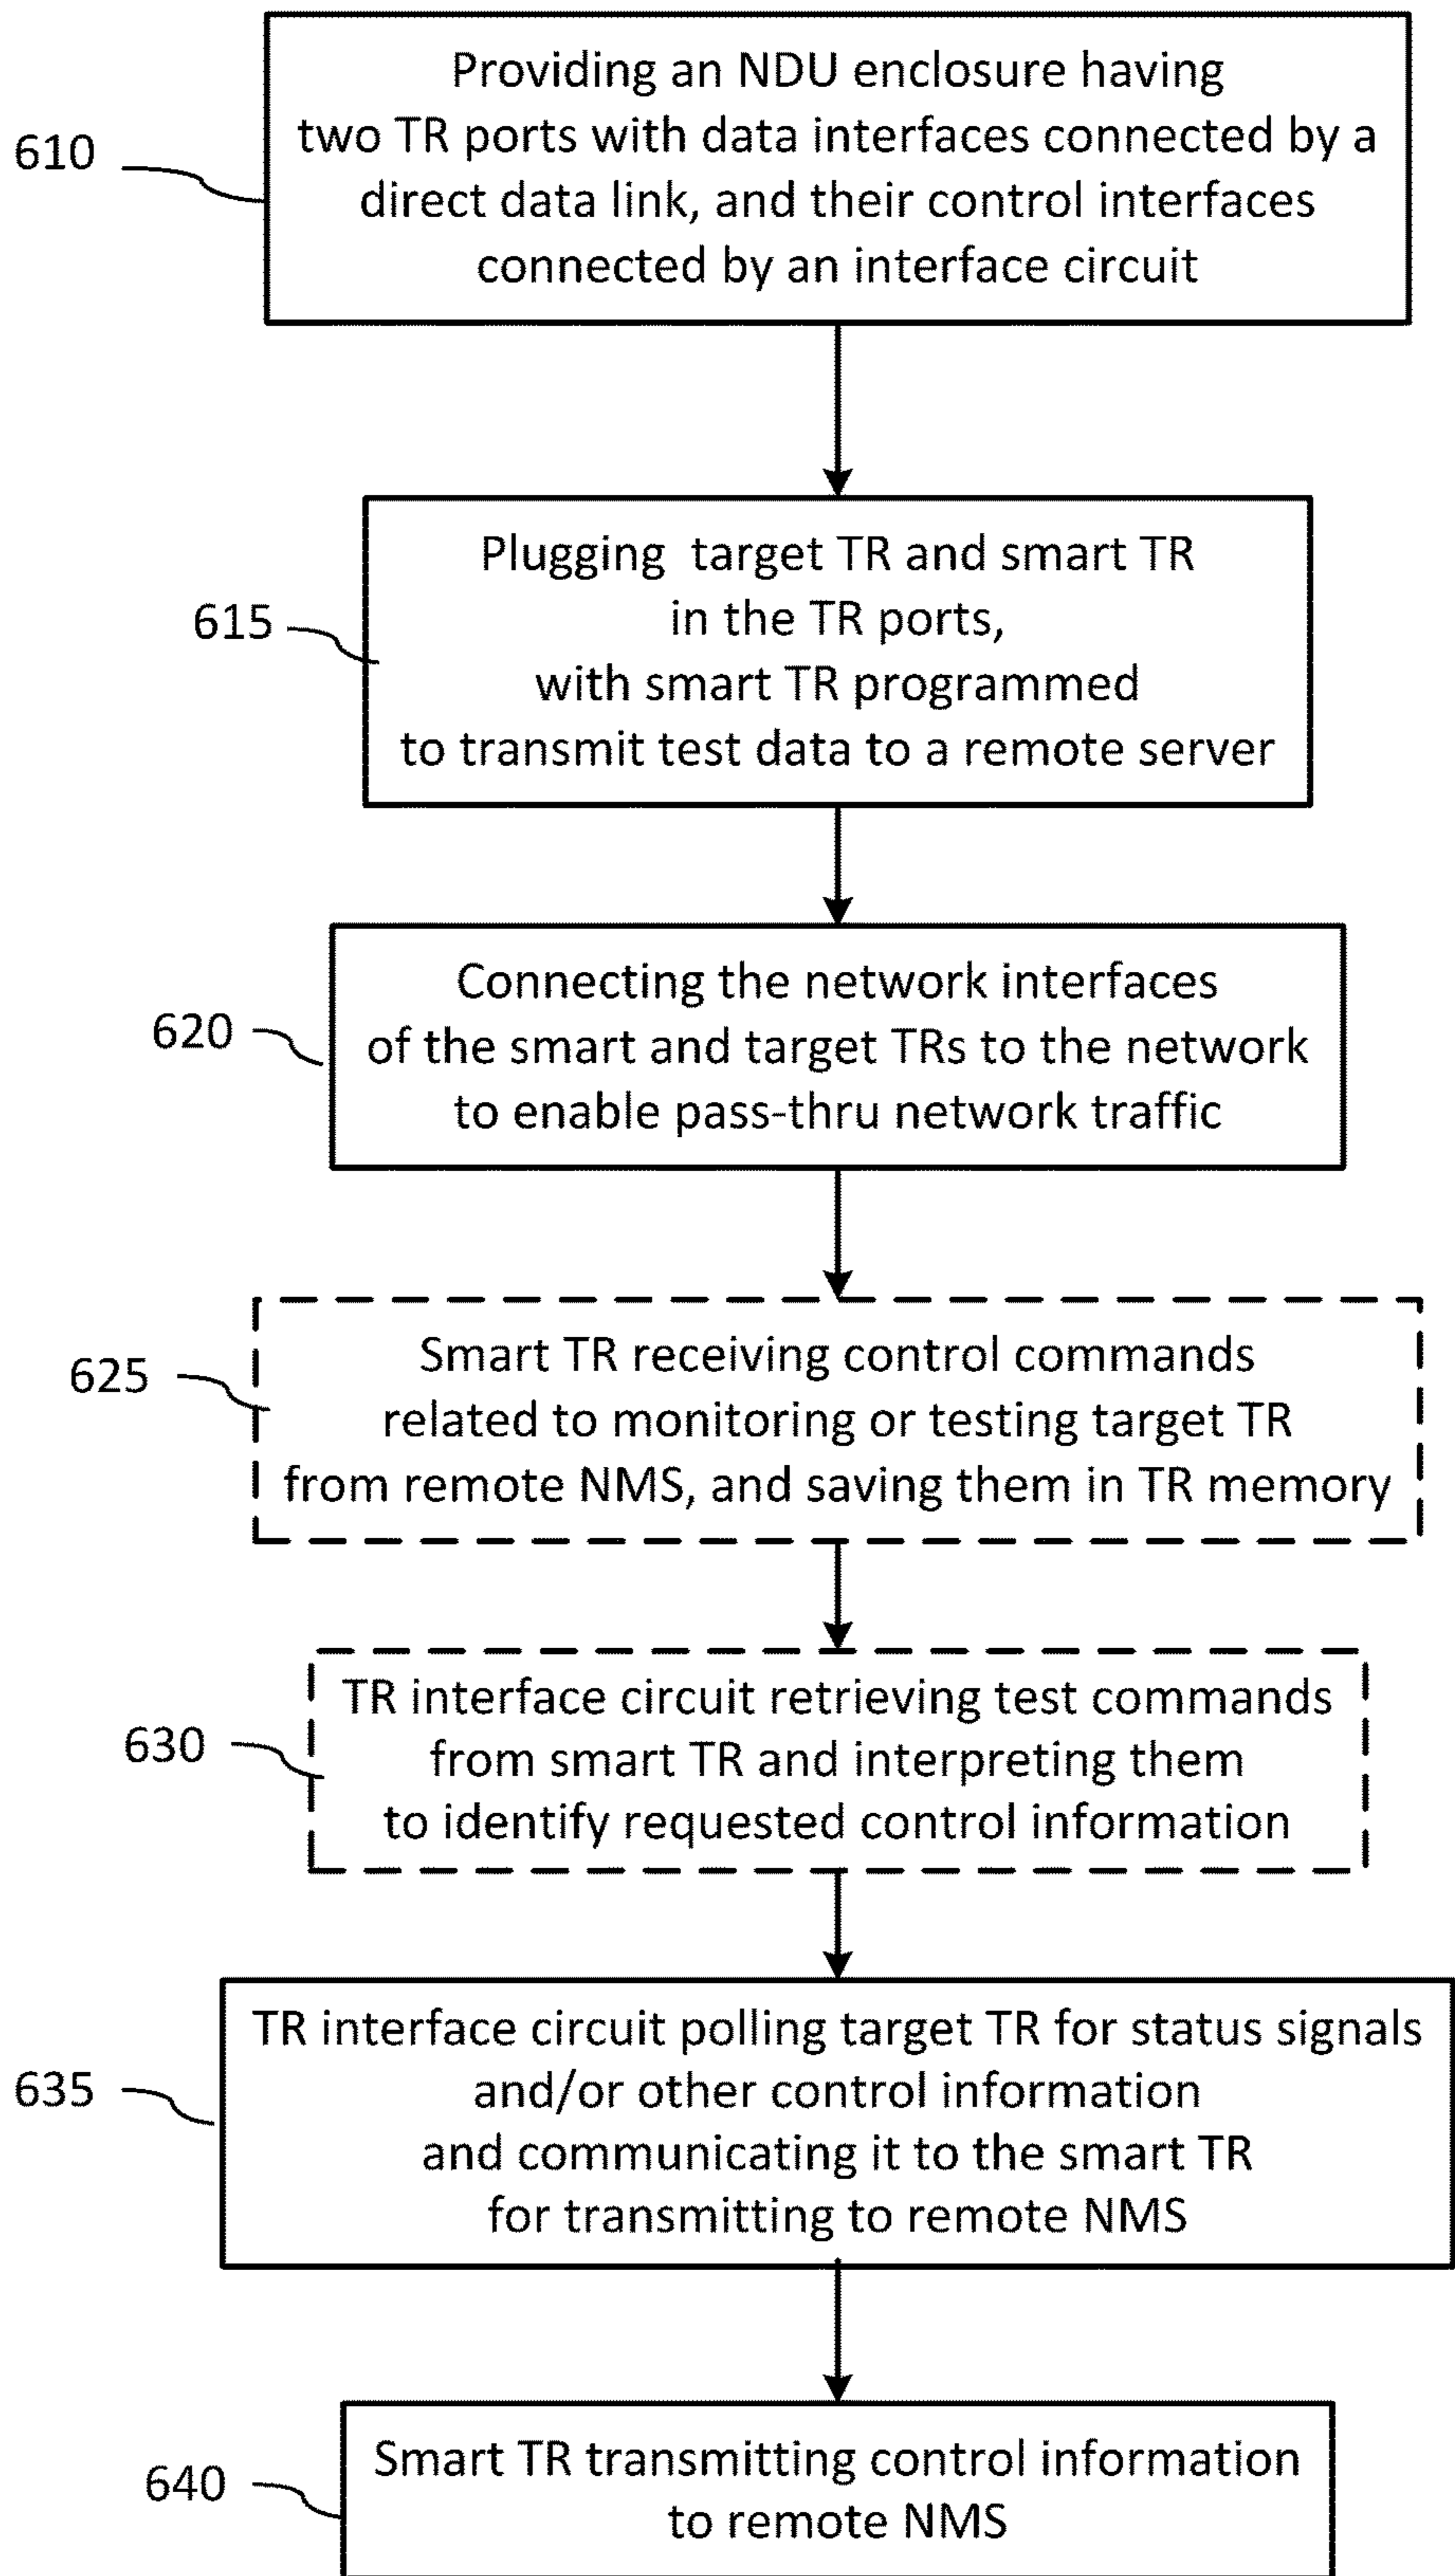 Providing an NDU enclosure having
two TR ports with data interfaces connected by a
610
direct data link, and their control interfaces
connected by an interface circuit
Plugging target TR and smart TR
615
in the TR ports,
with smart TR programmed
to transmit test data to a remote server
Connecting the network interfaces
620
of the smart and target TRs to the network
to enable pass-thru network traffic
Smart TR receiving control commands
625
related to monitoring or testing target TR
from remote NMS, and saving them in TR memory
TR interface circuit retrieving test commands
630
from smart TR and interpreting them
to identify requested control information
TR interface circuit polling target TR for status signals
635
and/or other control information
and communicating it to the smart TR
for transmitting to remote NMS
Smart TR transmitting control information
640
to remote NMS